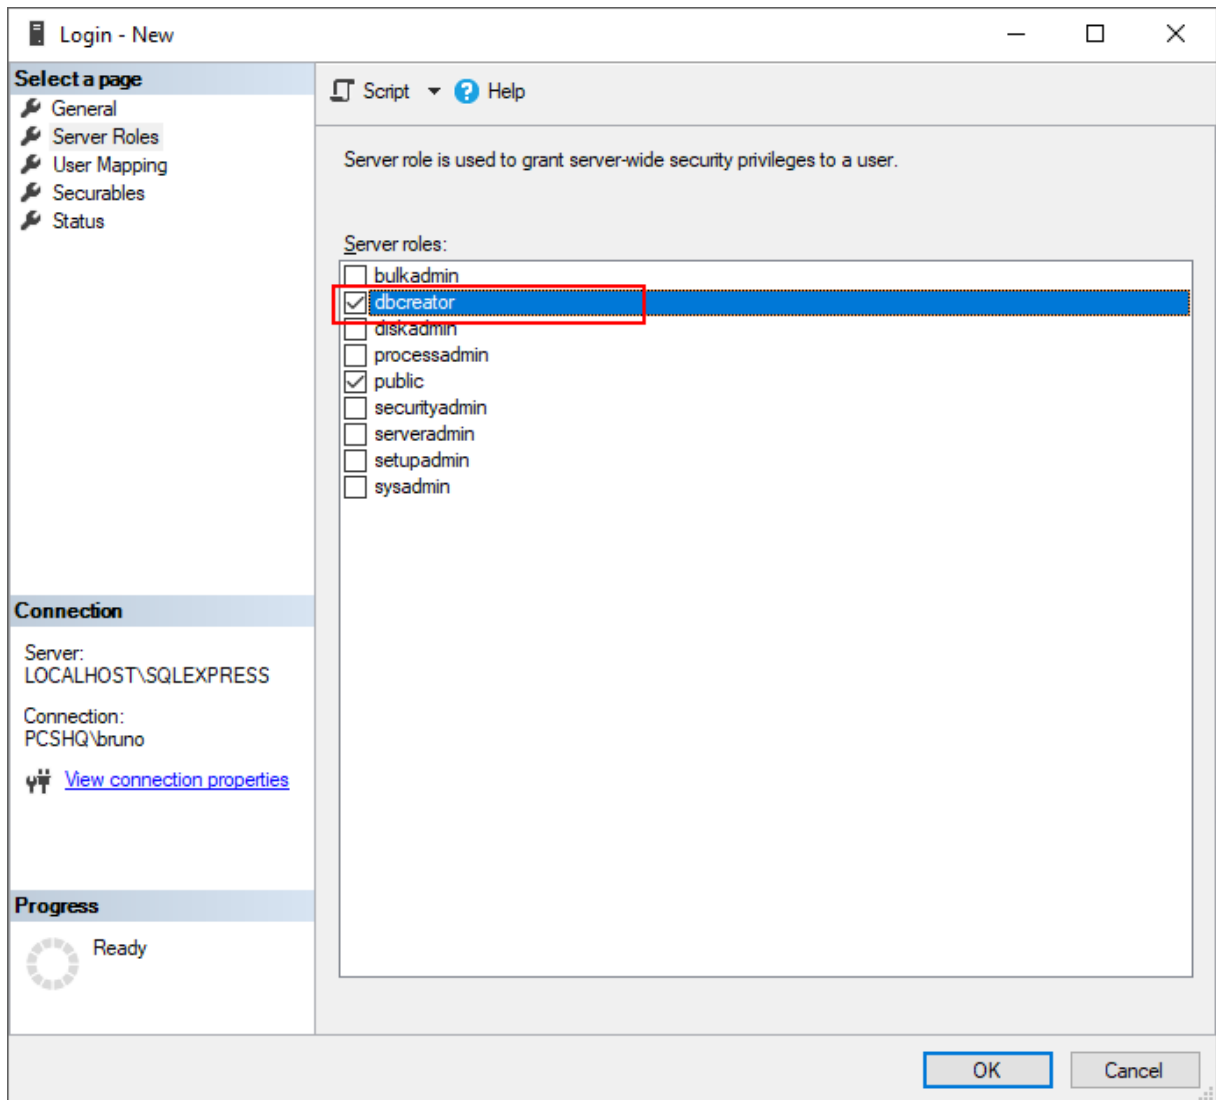 Login - New
Select a page
General
Server Roles
User Mapping
Securables
Status
Script
Help
Server role is used to grant server-wide security privileges to a user.
Server roles:
bulkadmin
dbcreator
diskadmin
processadmin
public
securityadmin
serveradmin
setupadmin
sysadmin
Connection
Server:
LOCALHOST\SQLEXPRESS
Connection:
PCSHQ\bruno
View connection properties
Progress
Ready
OK
Cancel